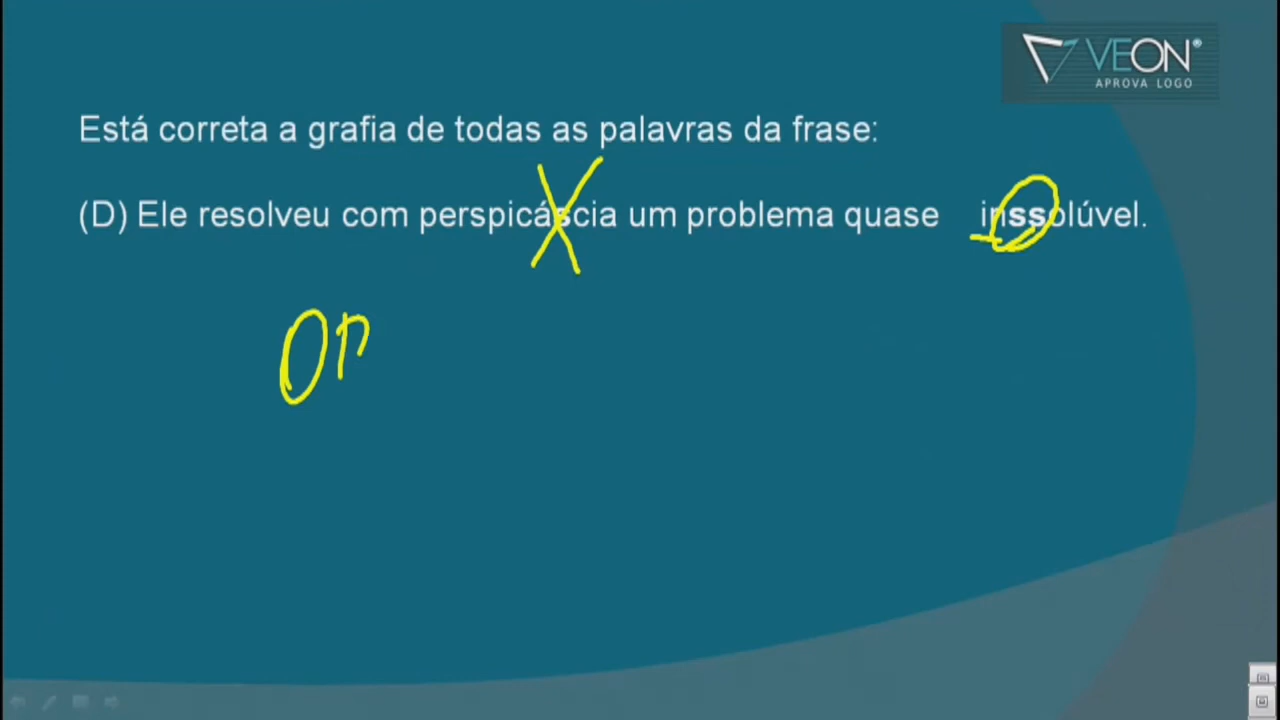 VEON®
APROVA LOGO
Está correta a grafia de todas as palavras da frase:
(D) Ele resolveu com perspicáscia um problema quase inssolúvel.